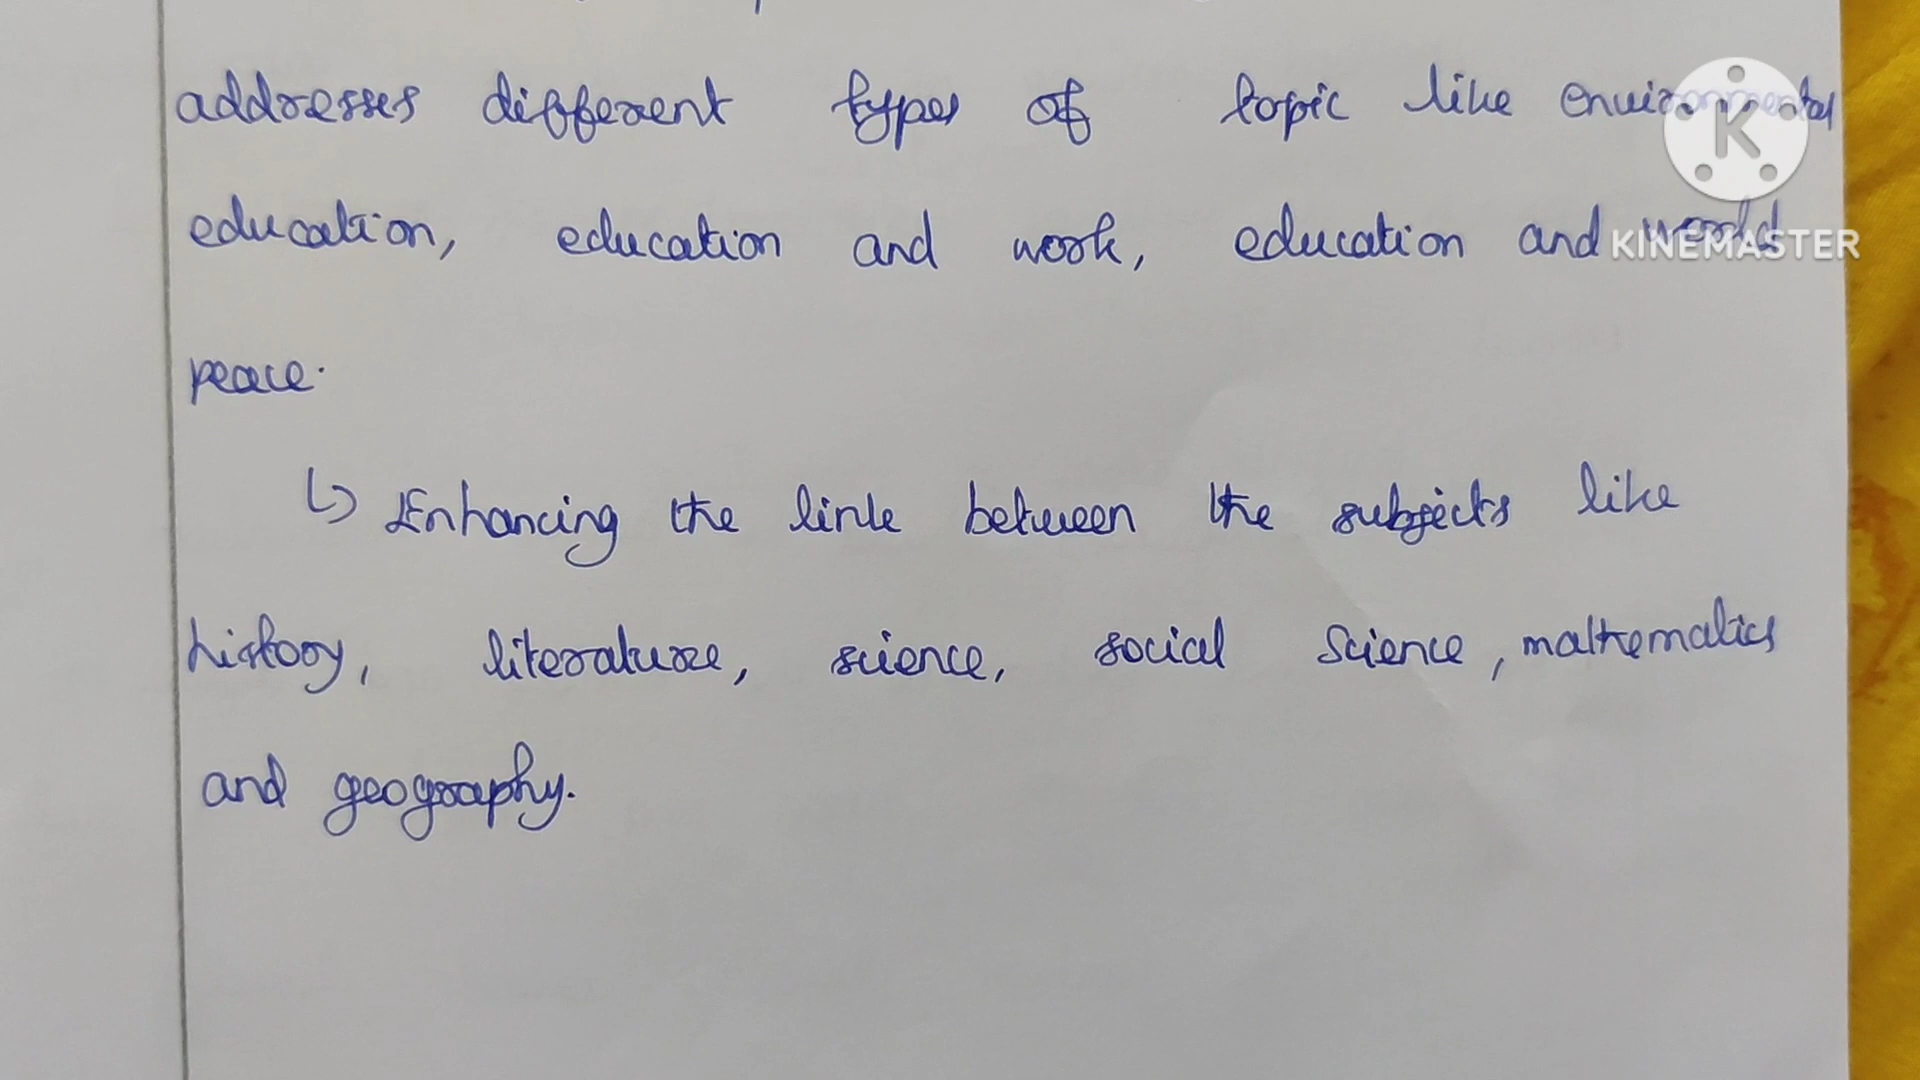 addresses different types of topic like environmental
education, education and work, education and world
KINEMASTER
peace.
↳ Enhancing the link between the subjects like
history, literature, science, social science, mathematics
and geography.